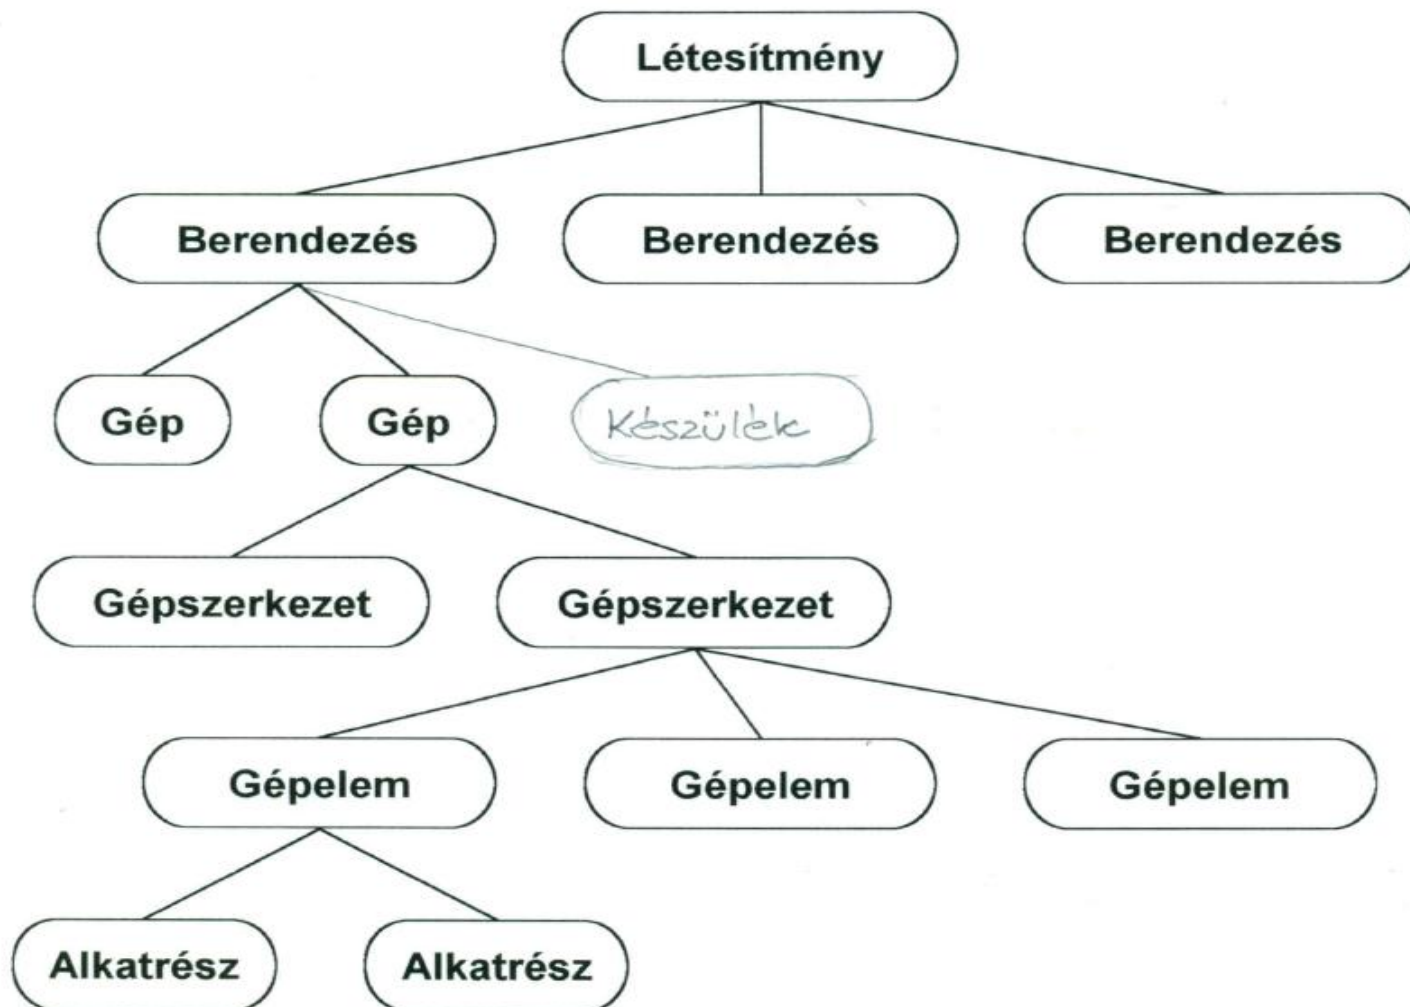 Létesítmény
Berendezés Berendezés Berendezés
Gép Gép Készülék
Gépszerkezet Gépszerkezet
Gépelem Gépelem Gépelem
Alkatrész Alkatrész